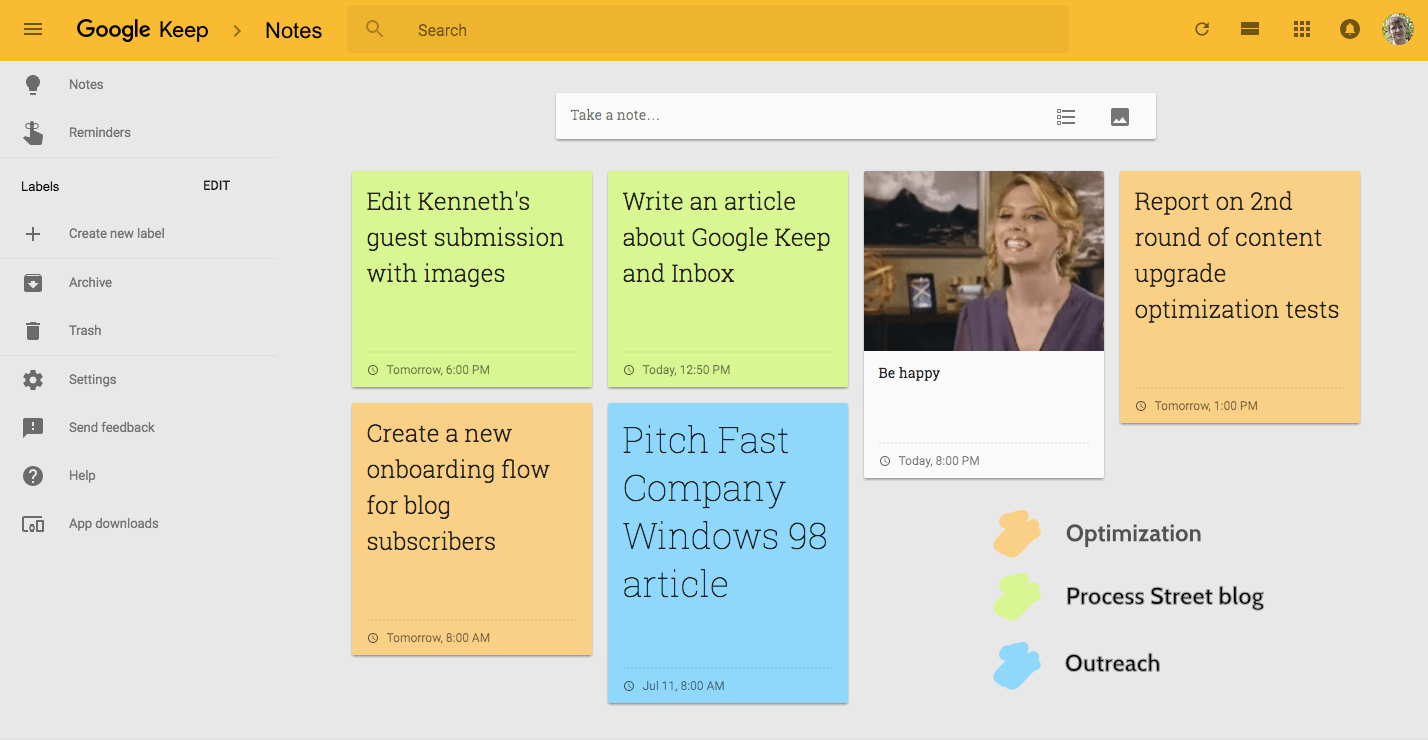 Google Keep > Notes
Search
Notes
Reminders
Labels EDIT
Create new label
Archive
Trash
Settings
Send feedback
Help
App downloads
Take a note...
Edit Kenneth's
guest submission
with images
Tomorrow, 6:00 PM
Write an article
about Google Keep
and Inbox
Today, 12:50 PM
Be happy
Today, 8:00 PM
Report on 2nd
round of content
upgrade
optimization tests
Tomorrow, 1:00 PM
Create a new
onboarding flow
for blog
subscribers
Tomorrow, 8:00 AM
Pitch Fast
Company
Windows 98
article
Jul 11, 8:00 AM
Optimization
Process Street blog
Outreach